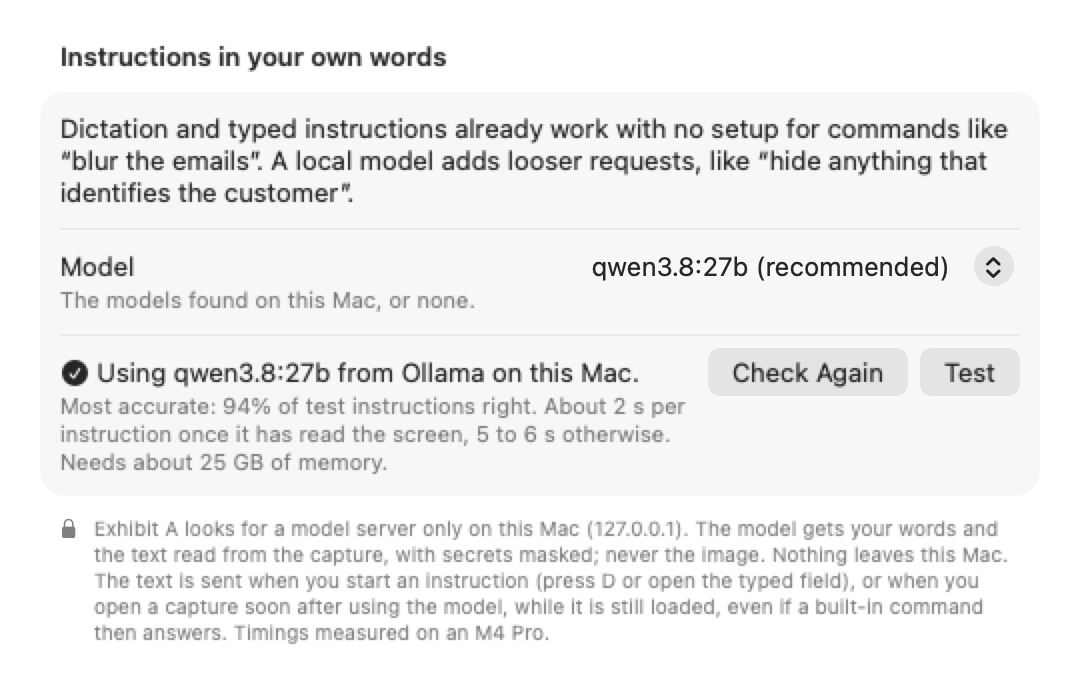 Instructions in your own words
Dictation and typed instructions already work with no setup for commands like
“blur the emails”. A local model adds looser requests, like “hide anything that
identifies the customer”.
Model
qwen3.8:27b (recommended)
The models found on this Mac, or none.
Using qwen3.8:27b from Ollama on this Mac.
Check Again
Test
Most accurate: 94% of test instructions right. About 2 s per
instruction once it has read the screen, 5 to 6 s otherwise.
Needs about 25 GB of memory.
Exhibit A looks for a model server only on this Mac (127.0.0.1). The model gets your words and
the text read from the capture, with secrets masked; never the image. Nothing leaves this Mac.
The text is sent when you start an instruction (press D or open the typed field), or when you
open a capture soon after using the model, while it is still loaded, even if a built-in command
then answers. Timings measured on an M4 Pro.